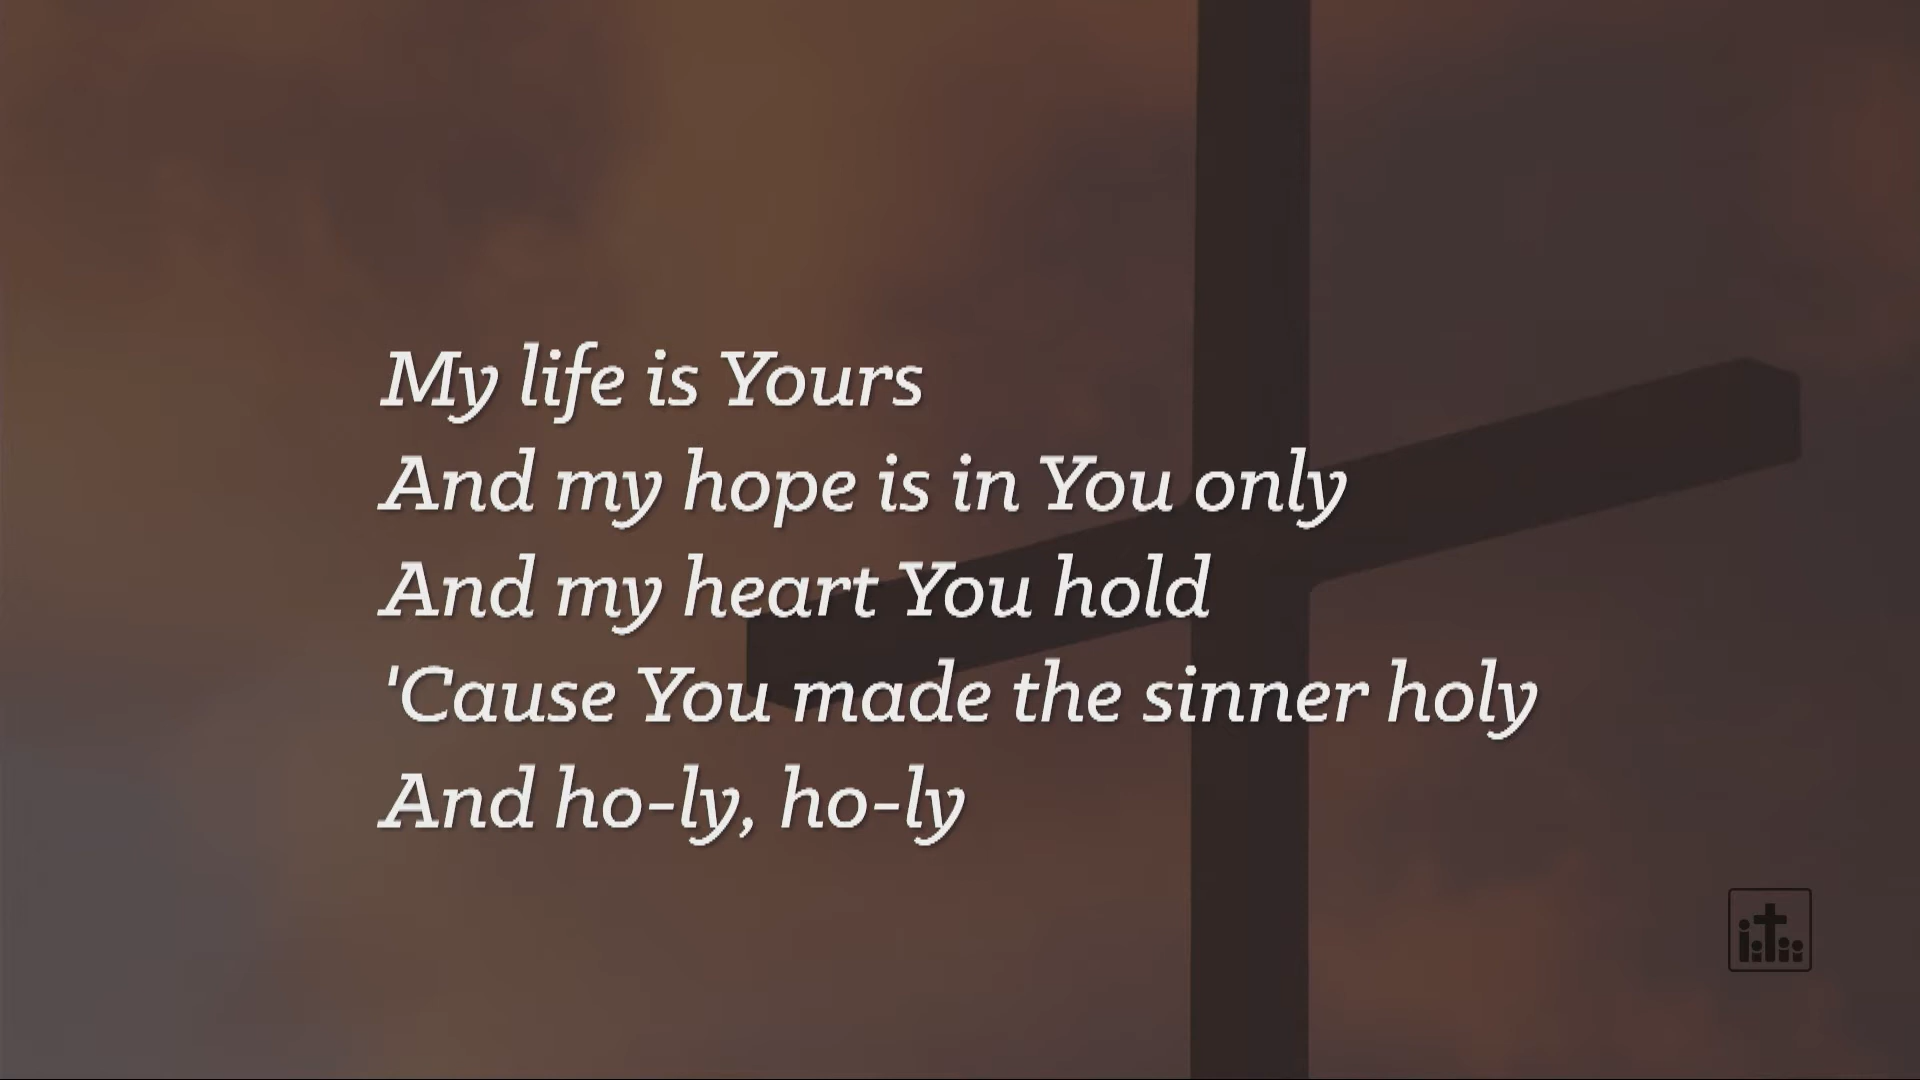 My life is Yours
And my hope is in You only
And my heart You hold
'Cause You made the sinner holy
And ho-ly, ho-ly